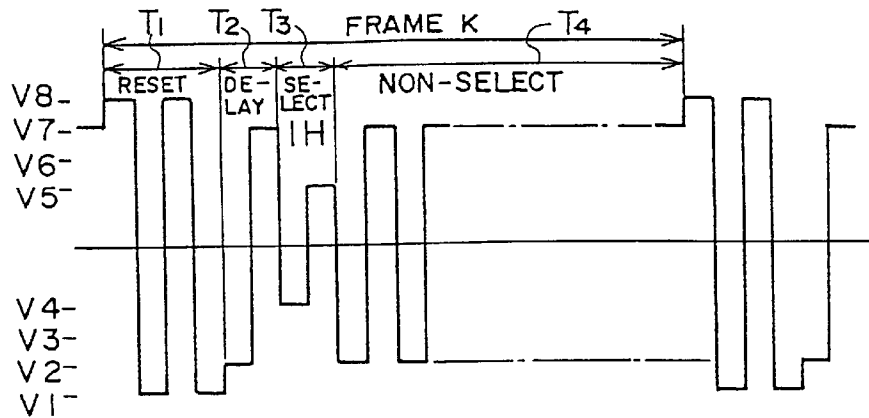 T1 T2 T3 FRAME K T4
RESET DE-LAY SE-LECT NON-SELECT
1H
V8
V7
V6
V5
V4
V3
V2
V1